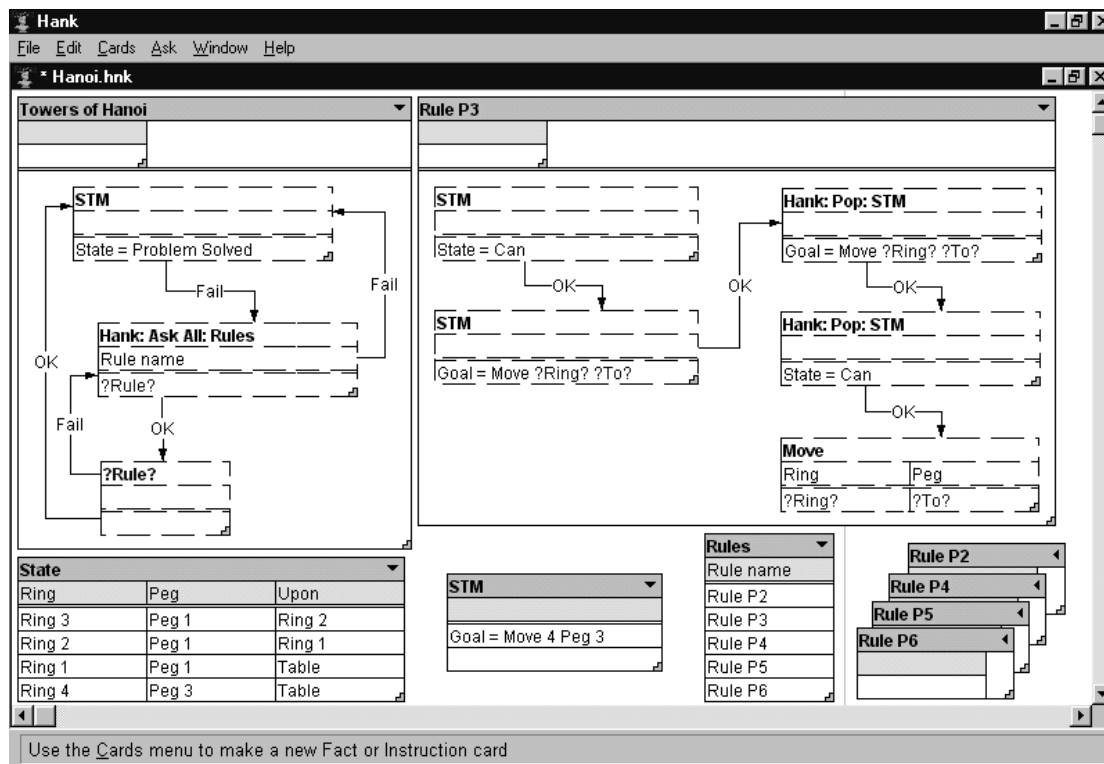 Hank
File Edit Cards Ask Window Help
* Hanoi.hnk
Towers of Hanoi
STM
State = Problem Solved
Fail
Fail
Hank: Ask All: Rules
Rule name
?Rule?
OK
Fail
OK
?Rule?
Rule P3
STM
State = Can
OK
STM
Goal = Move ?Ring? ?To?
OK
Hank: Pop: STM
Goal = Move ?Ring? ?To?
OK
Hank: Pop: STM
State = Can
OK
Move
Ring Peg
?Ring? ?To?
State
Ring Peg Upon
Ring 3 Peg 1 Ring 2
Ring 2 Peg 1 Ring 1
Ring 1 Peg 1 Table
Ring 4 Peg 3 Table
STM
Goal = Move 4 Peg 3
Rules
Rule name
Rule P2
Rule P3
Rule P4
Rule P5
Rule P6
Rule P2
Rule P4
Rule P5
Rule P6
Use the Cards menu to make a new Fact or Instruction card